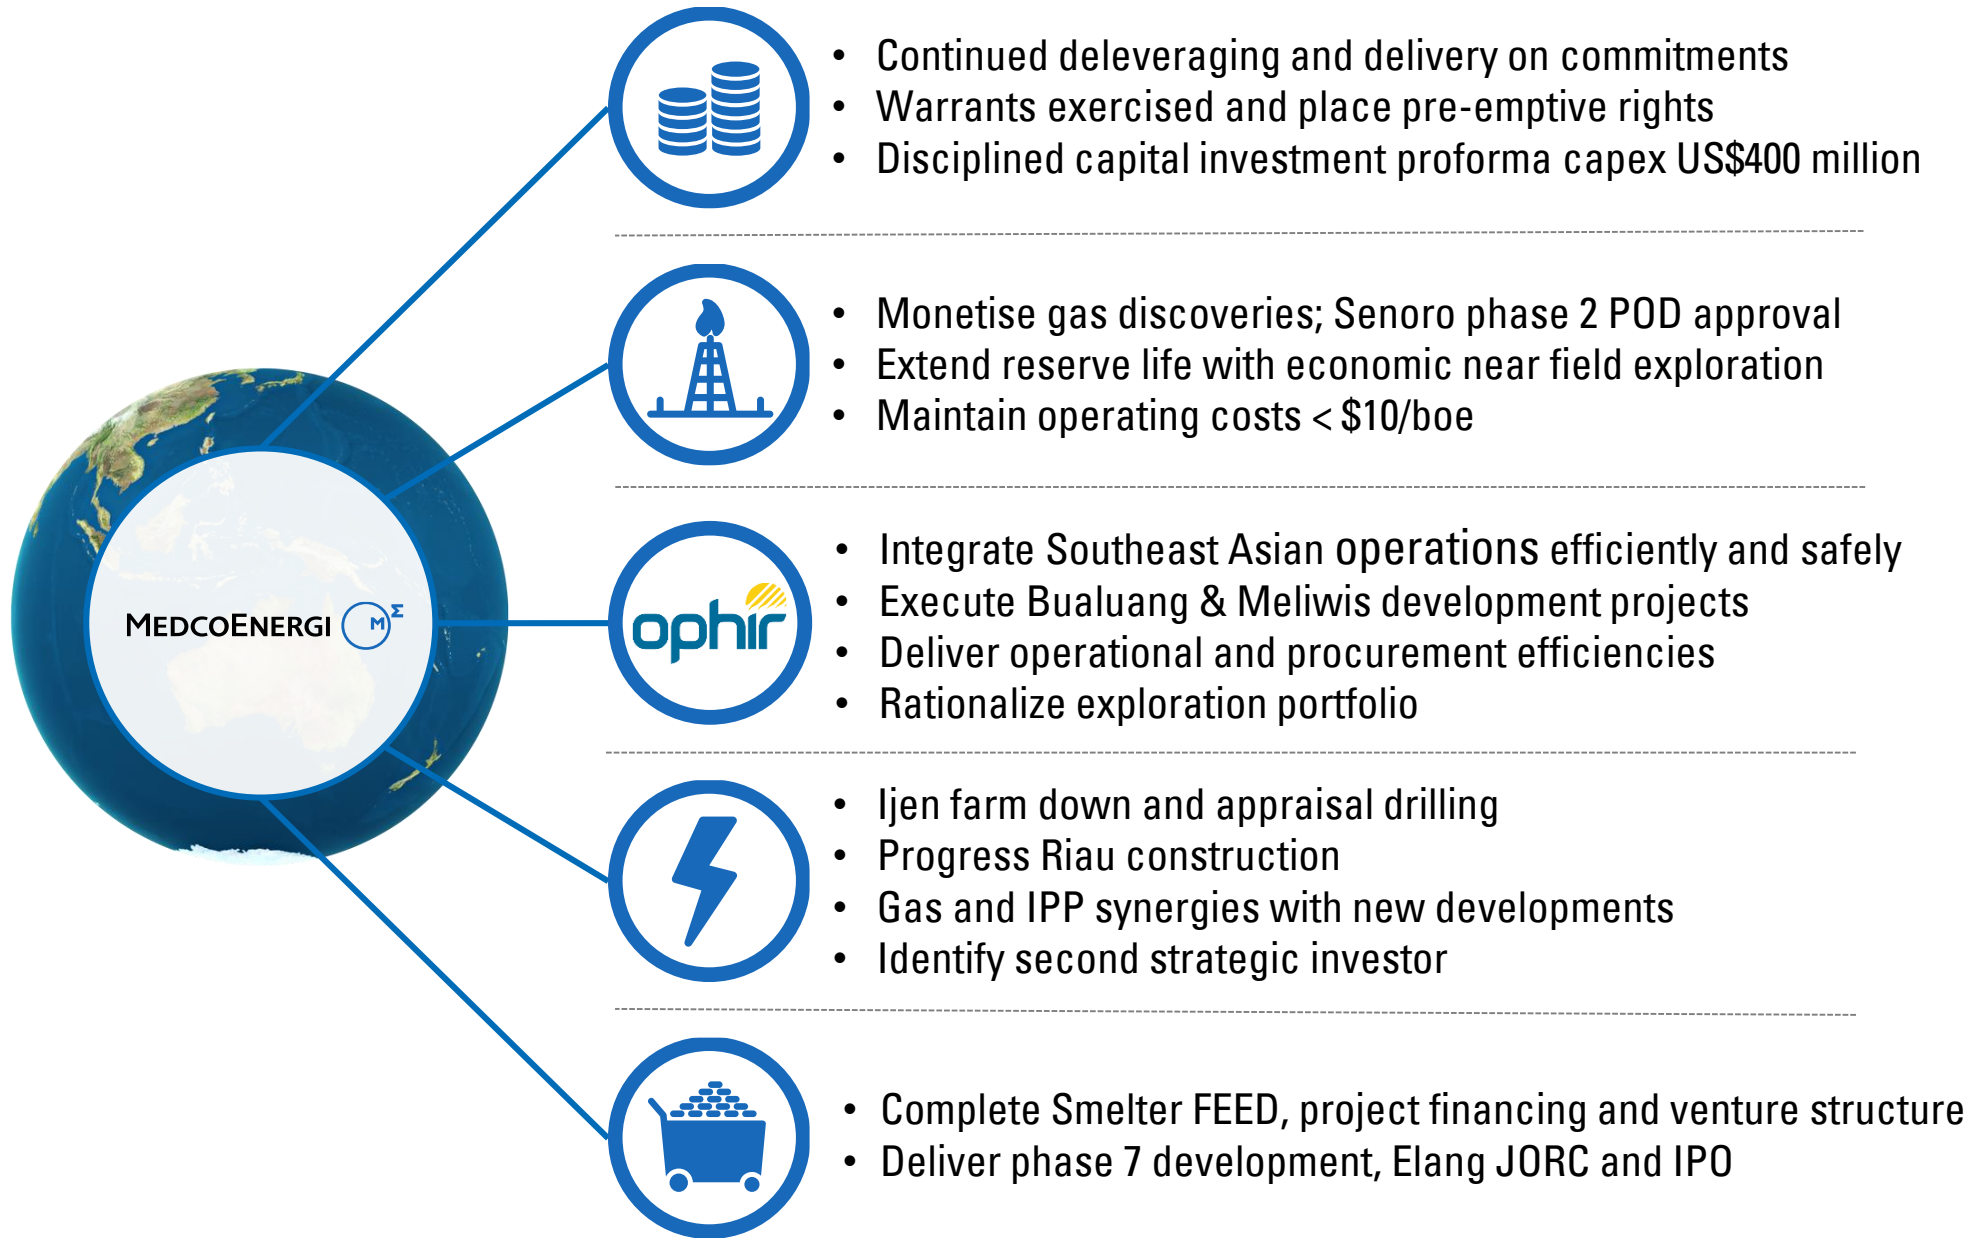 • Continued deleveraging and delivery on commitments
• Warrants exercised and place pre-emptive rights
• Disciplined capital investment proforma capex US$400 million
• Monetise gas discoveries; Senoro phase 2 POD approval
• Extend reserve life with economic near field exploration
• Maintain operating costs < $10/boe
MEDCOENERGI M E
ophir
• Integrate Southeast Asian operations efficiently and safely
• Execute Bualuang & Meliwis development projects
• Deliver operational and procurement efficiencies
• Rationalize exploration portfolio
• Ijen farm down and appraisal drilling
• Progress Riau construction
• Gas and IPP synergies with new developments
• Identify second strategic investor
• Complete Smelter FEED, project financing and venture structure
• Deliver phase 7 development, Elang JORC and IPO